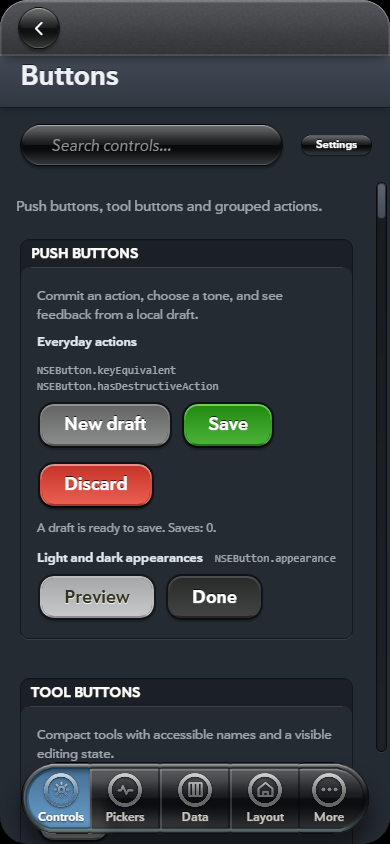 Buttons
Search controls...
Settings
Push buttons, tool buttons and grouped actions.
PUSH BUTTONS
Commit an action, choose a tone, and see
feedback from a local draft.
Everyday actions
NSEButton.keyEquivalent
NSEButton.hasDestructiveAction
New draft Save
Discard
A draft is ready to save. Saves: 0.
Light and dark appearances NSEButton.appearance
Preview Done
TOOL BUTTONS
Compact tools with accessible names and a visible
editing state.
Controls Pickers Data Layout More